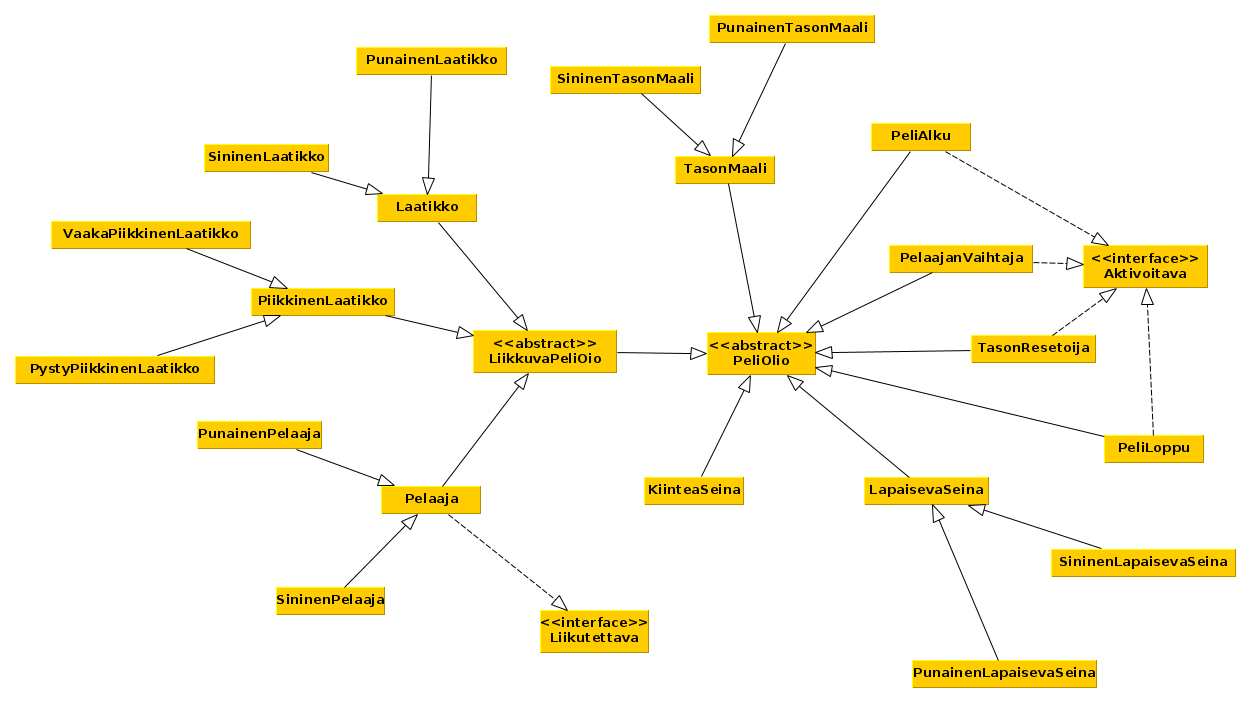 PunainenTasonMaali
PunainenLaatikko
SininenTasonMaali
PeliAlku
SininenLaatikko
TasonMaali
Laatikko
VaakaPiikkinenLaatikko
PelaajanVaihtaja
<<interface>>
Aktivoitava
PiikkinenLaatikko
<<abstract>>
LiikkuvaPeliOio
<<abstract>>
PeliOlio
TasonResetoija
PystyPiikkinenLaatikko
PunainenPelaaja
PeliLoppu
Pelaaja
KiinteaSeina
LapaisevaSeina
SininenLapaisevaSeina
SininenPelaaja
<<interface>>
Liikutettava
PunainenLapaisevaSeina